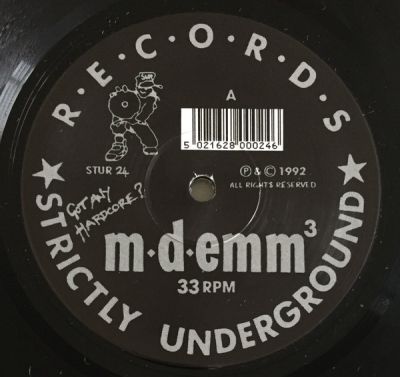 R·E·C·O·R·D·S
SUR
A
5 021628 000246
STUR 24
℗ & © 1992
ALL RIGHTS RESERVED
GOT ANY
HARDCORE?
m·d·emm³
33 RPM
★ STRICTLY UNDERGROUND ★